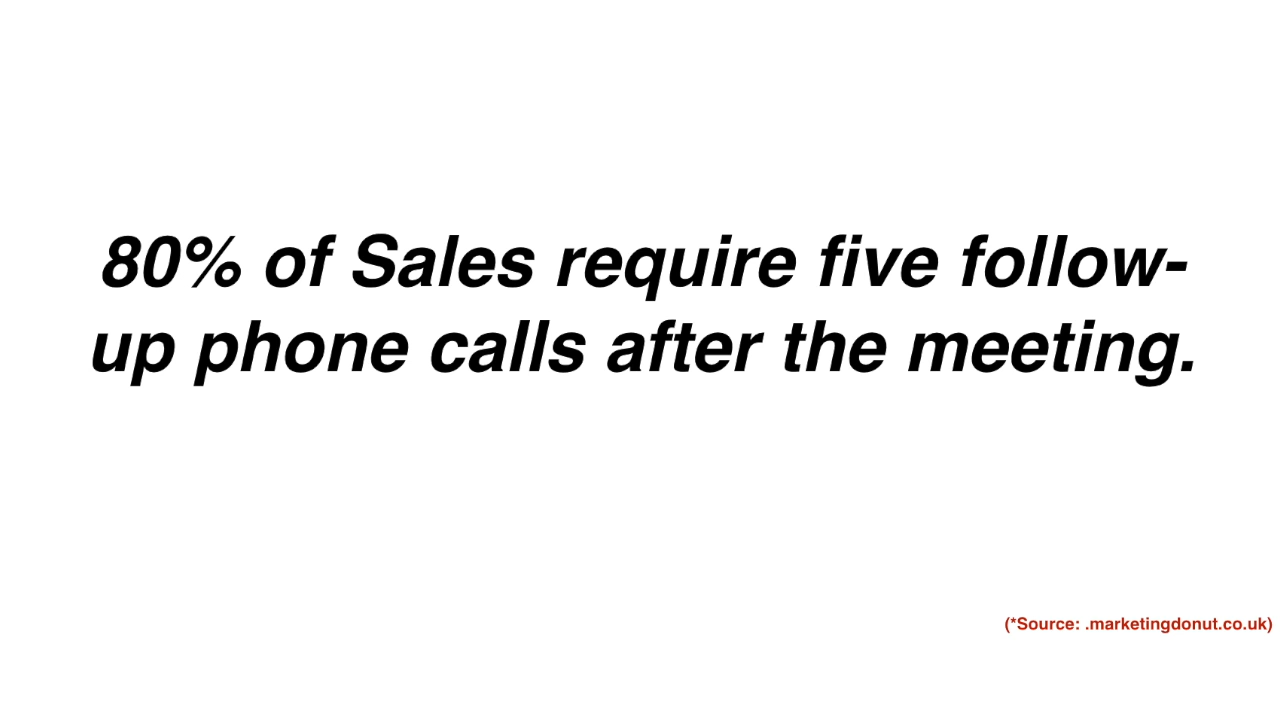 80% of Sales require five follow-
up phone calls after the meeting.
(*Source: .marketingdonut.co.uk)